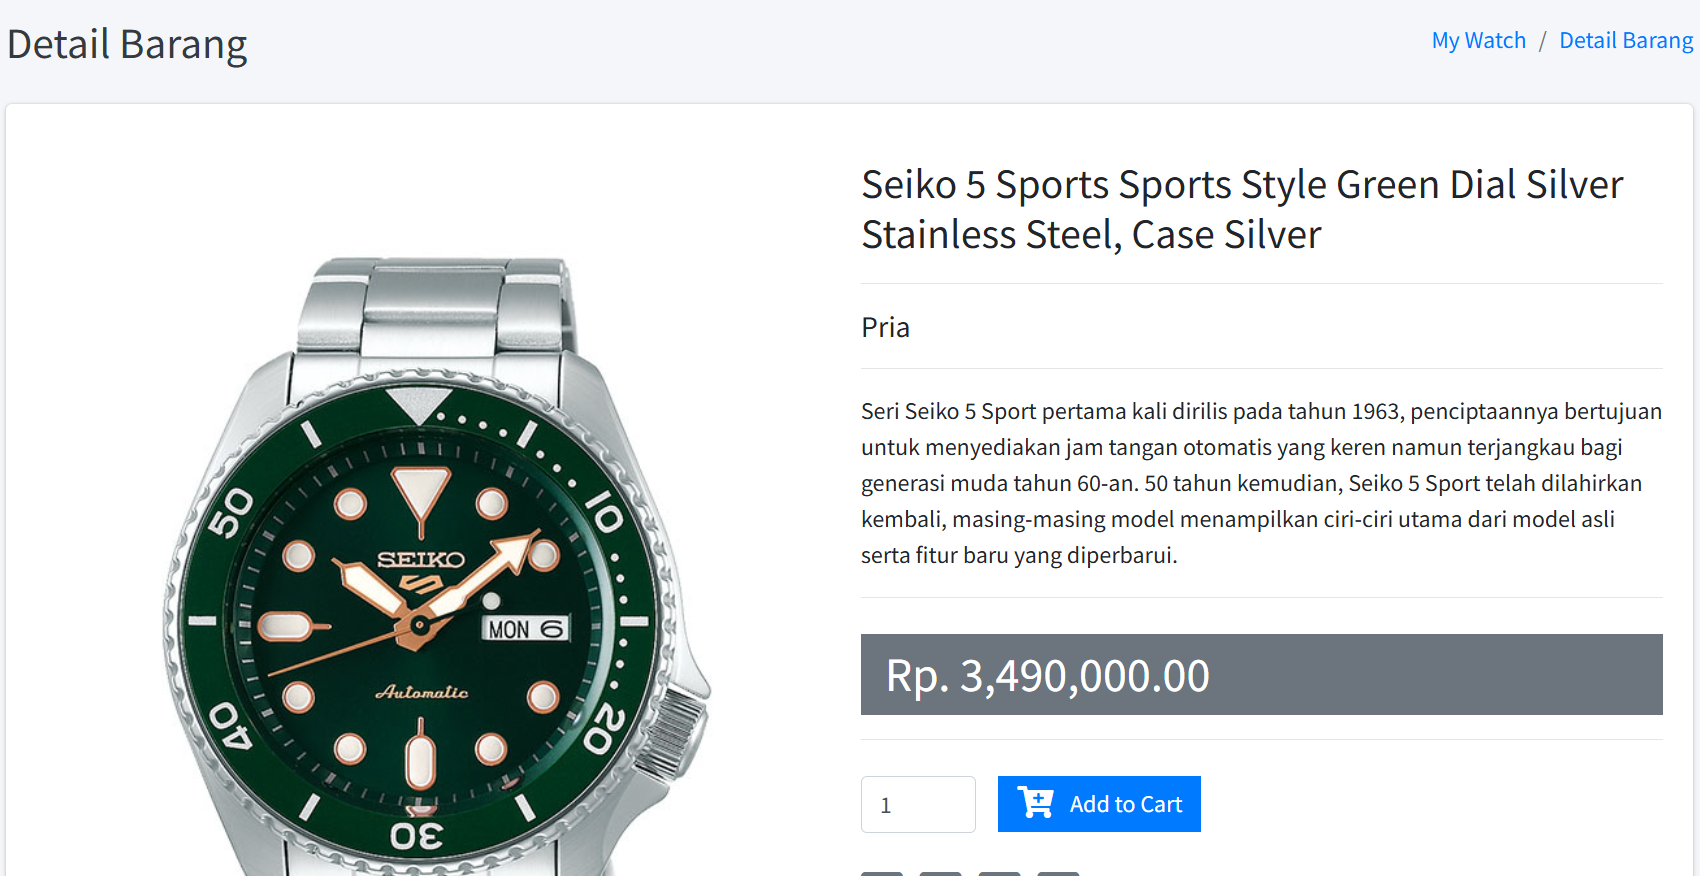 Detail Barang
My Watch / Detail Barang
Seiko 5 Sports Sports Style Green Dial Silver
Stainless Steel, Case Silver
Pria
Seri Seiko 5 Sport pertama kali dirilis pada tahun 1963, penciptaannya bertujuan
untuk menyediakan jam tangan otomatis yang keren namun terjangkau bagi
generasi muda tahun 60-an. 50 tahun kemudian, Seiko 5 Sport telah dilahirkan
kembali, masing-masing model menampilkan ciri-ciri utama dari model asli
serta fitur baru yang diperbarui.
Rp. 3,490,000.00
1
Add to Cart
10
20
30
40
50
SEIKO
5
MON 6
Automatic